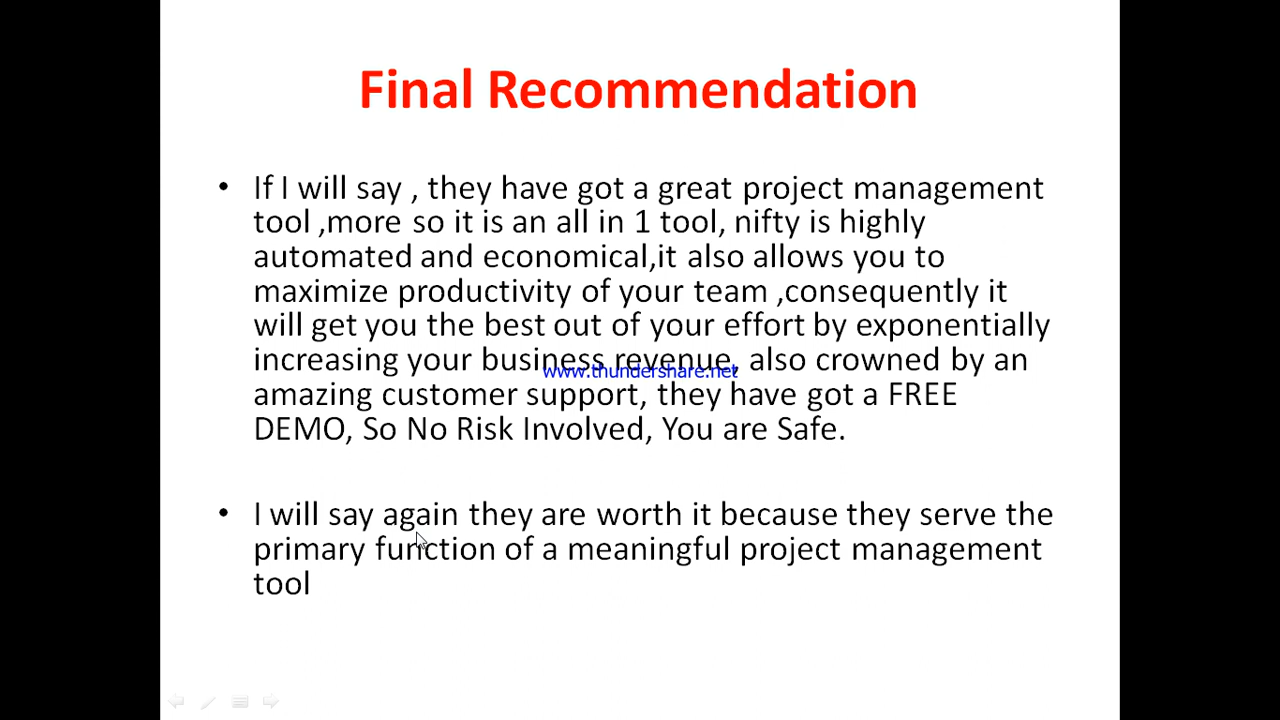 Final Recommendation
• If I will say , they have got a great project management
tool ,more so it is an all in 1 tool, nifty is highly
automated and economical,it also allows you to
maximize productivity of your team ,consequently it
will get you the best out of your effort by exponentially
increasing your business revenue, also crowned by an
www.thundershare.net
amazing customer support, they have got a FREE
DEMO, So No Risk Involved, You are Safe.
• I will say again they are worth it because they serve the
primary function of a meaningful project management
tool